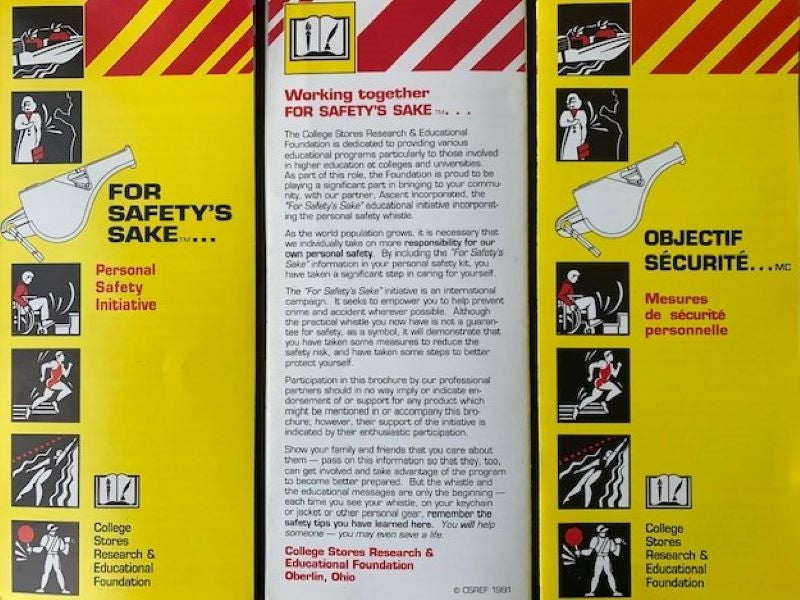 FOR
SAFETY'S
SAKE™...
Personal
Safety
Initiative
College
Stores
Research &
Educational
Foundation
Working together
FOR SAFETY'S SAKE™...
The College Stores Research & Educational
Foundation is dedicated to providing various
educational programs particularly to those involved
in higher education at colleges and universities.
As part of this role, the Foundation is proud to be
playing a significant part in bringing to your commu-
nity, with our partner, Ascent Incorporated, the
"For Safety's Sake" educational initiative incorporat-
ing the personal safety whistle.
As the world population grows, it is necessary that
we individually take on more responsibility for our
own personal safety. By including the "For Safety's
Sake" information in your personal safety kit, you
have taken a significant step in caring for yourself.
The "For Safety's Sake" initiative is an international
campaign. It seeks to empower you to help prevent
crime and accident wherever possible. Although
the practical whistle you now have is not a guaran-
tee for safety, as a symbol, it will demonstrate that
you have taken some measures to reduce the
safety risk, and have taken some steps to better
protect yourself.
Participation in this brochure by our professional
partners should in no way imply or indicate en-
dorsement of or support for any product which
might be mentioned in or accompany this bro-
chure; however, their support of the initiative is
indicated by their enthusiastic participation.
Show your family and friends that you care about
them — pass on this information so that they, too,
can get involved and take advantage of the program
to become better prepared. But the whistle and
the educational messages are only the beginning —
each time you see your whistle, on your keychain
or jacket or other personal gear, remember the
safety tips you have learned here. You will help
someone — you may even save a life.
College Stores Research &
Educational Foundation
Oberlin, Ohio
© CSREF 1991
OBJECTIF
SÉCURITÉ...MC
Mesures
de sécurité
personnelle
College
Stores
Research &
Educational
Foundation